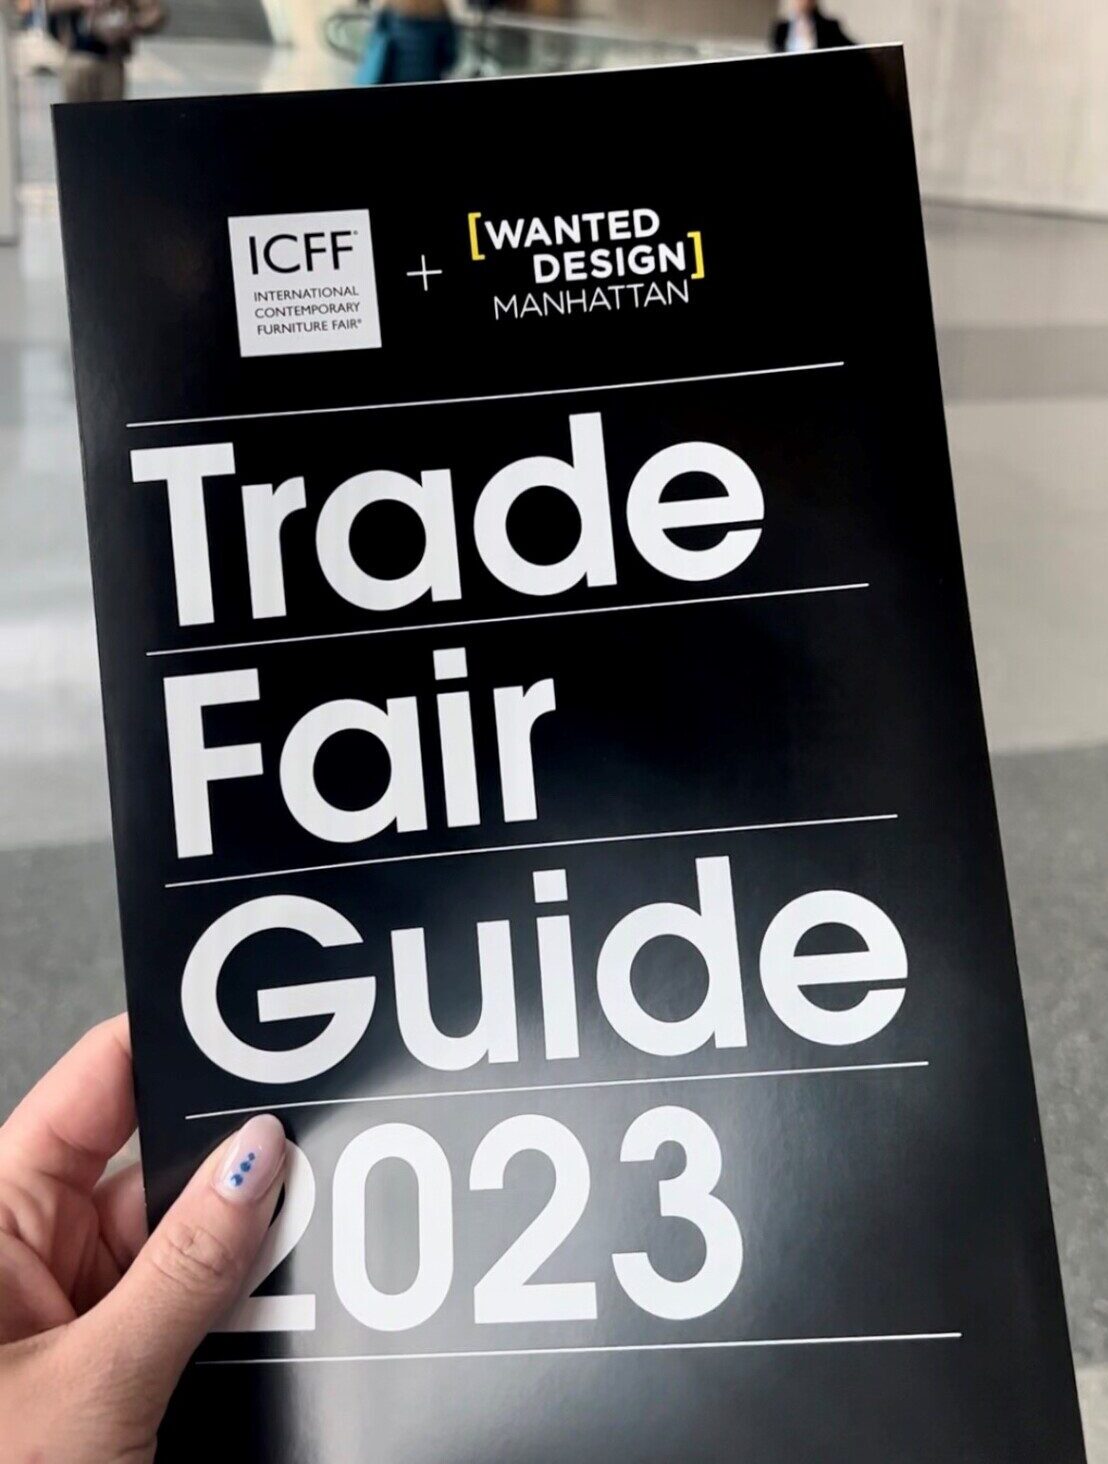 ICFF®
INTERNATIONAL
CONTEMPORARY
FURNITURE FAIR®
+
[WANTED
DESIGN]
MANHATTAN
Trade
Fair
Guide
2023